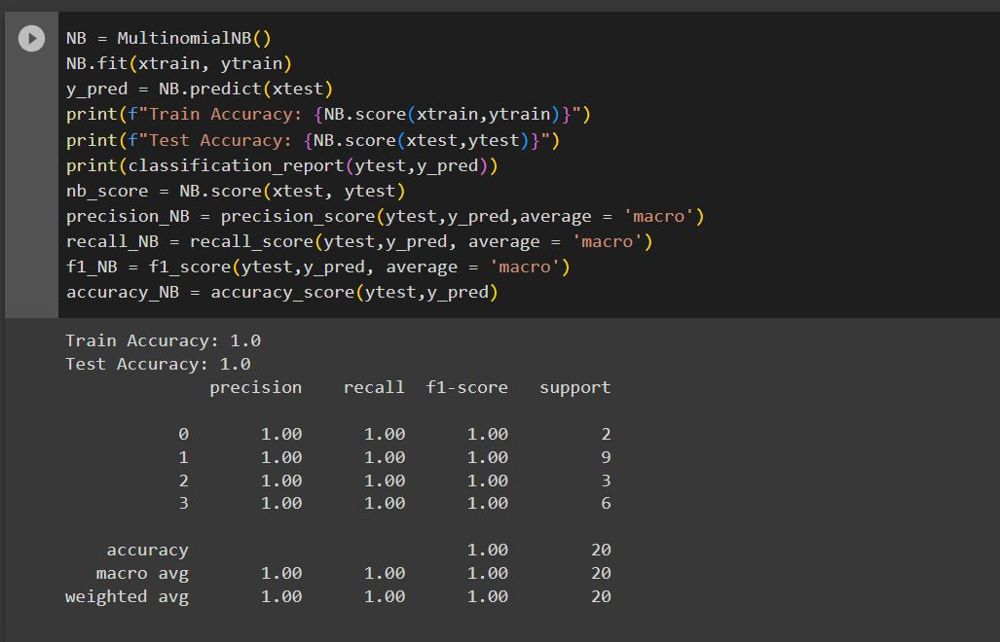 NB = MultinomialNB()
NB.fit(xtrain, ytrain)
y_pred = NB.predict(xtest)
print(f"Train Accuracy: {NB.score(xtrain,ytrain)}")
print(f"Test Accuracy: {NB.score(xtest,ytest)}")
print(classification_report(ytest,y_pred))
nb_score = NB.score(xtest, ytest)
precision_NB = precision_score(ytest,y_pred,average = 'macro')
recall_NB = recall_score(ytest,y_pred, average = 'macro')
f1_NB = f1_score(ytest,y_pred, average = 'macro')
accuracy_NB = accuracy_score(ytest,y_pred)
Train Accuracy: 1.0
Test Accuracy: 1.0
precision recall f1-score support
0 1.00 1.00 1.00 2
1 1.00 1.00 1.00 9
2 1.00 1.00 1.00 3
3 1.00 1.00 1.00 6
accuracy 1.00 20
macro avg 1.00 1.00 1.00 20
weighted avg 1.00 1.00 1.00 20